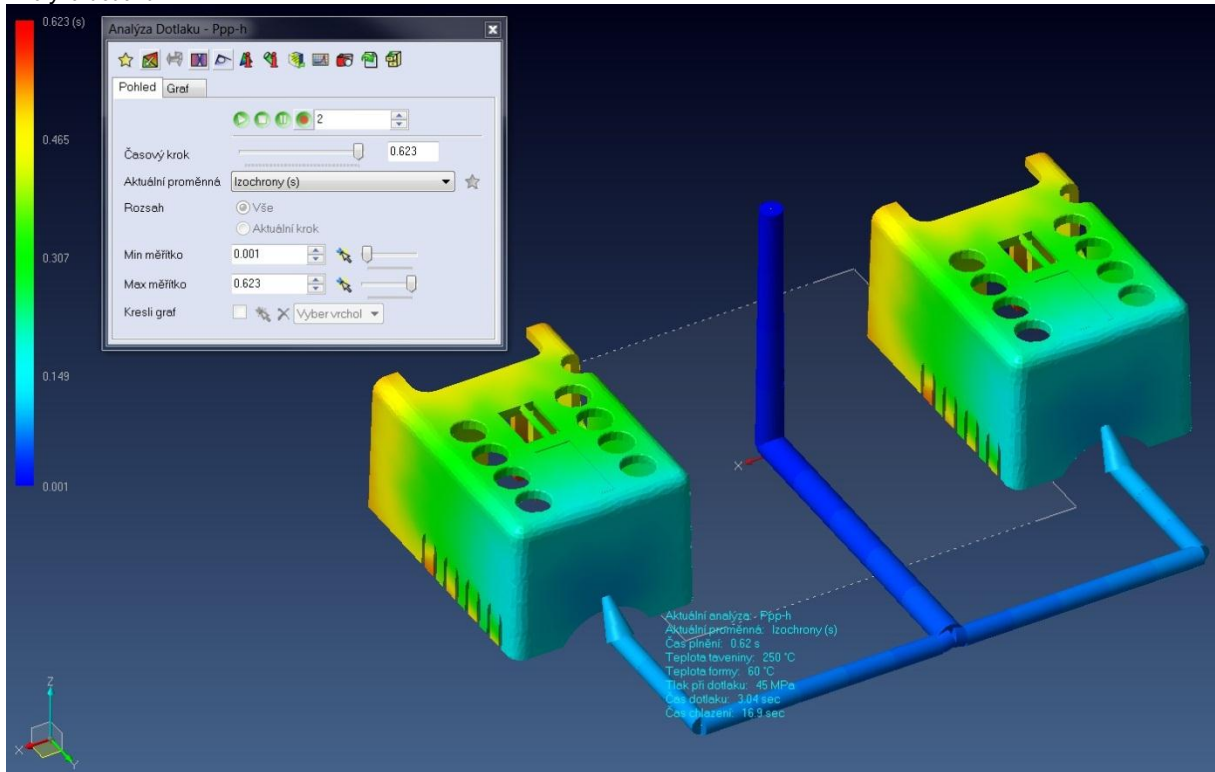 0.623 (s)
0.465
0.307
0.149
0.001
Analýza Dotlaku - Ppp-h
Pohled
Graf
2
Časový krok
0.623
Aktuální proměnná
Izochrony (s)
Rozsah
Vše
Aktuální krok
Min měřítko
0.001
Max měřítko
0.623
Kresli graf
Vyber vrchol
X
Aktuální analýza: - Ppp-h
Aktuální proměnná: Izochrony (s)
Čas plnění: 0.62 s
Teplota taveniny: 250 °C
Teplota formy: 60 °C
Tlak při dotlaku: 45 MPa
Čas dotlaku: 3.04 sec
Čas chlazení: 16.9 sec
Z
X
Y